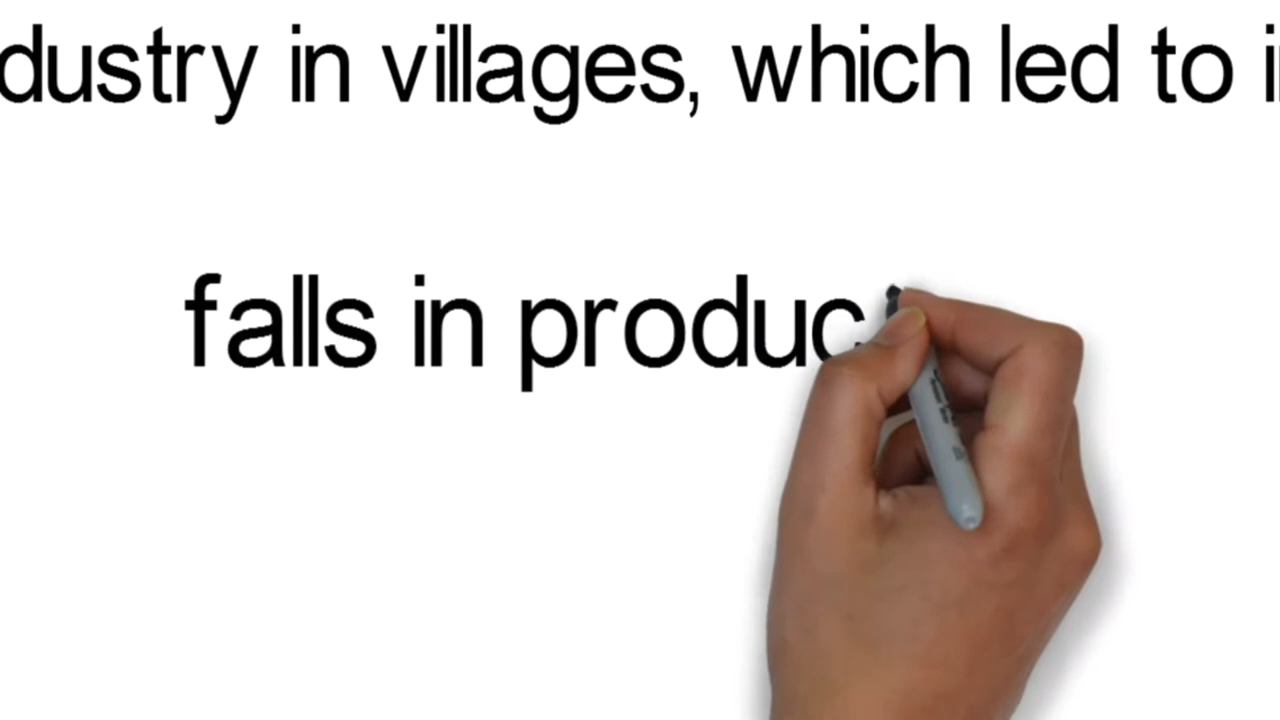 dustry in villages, which led to i
falls in produc